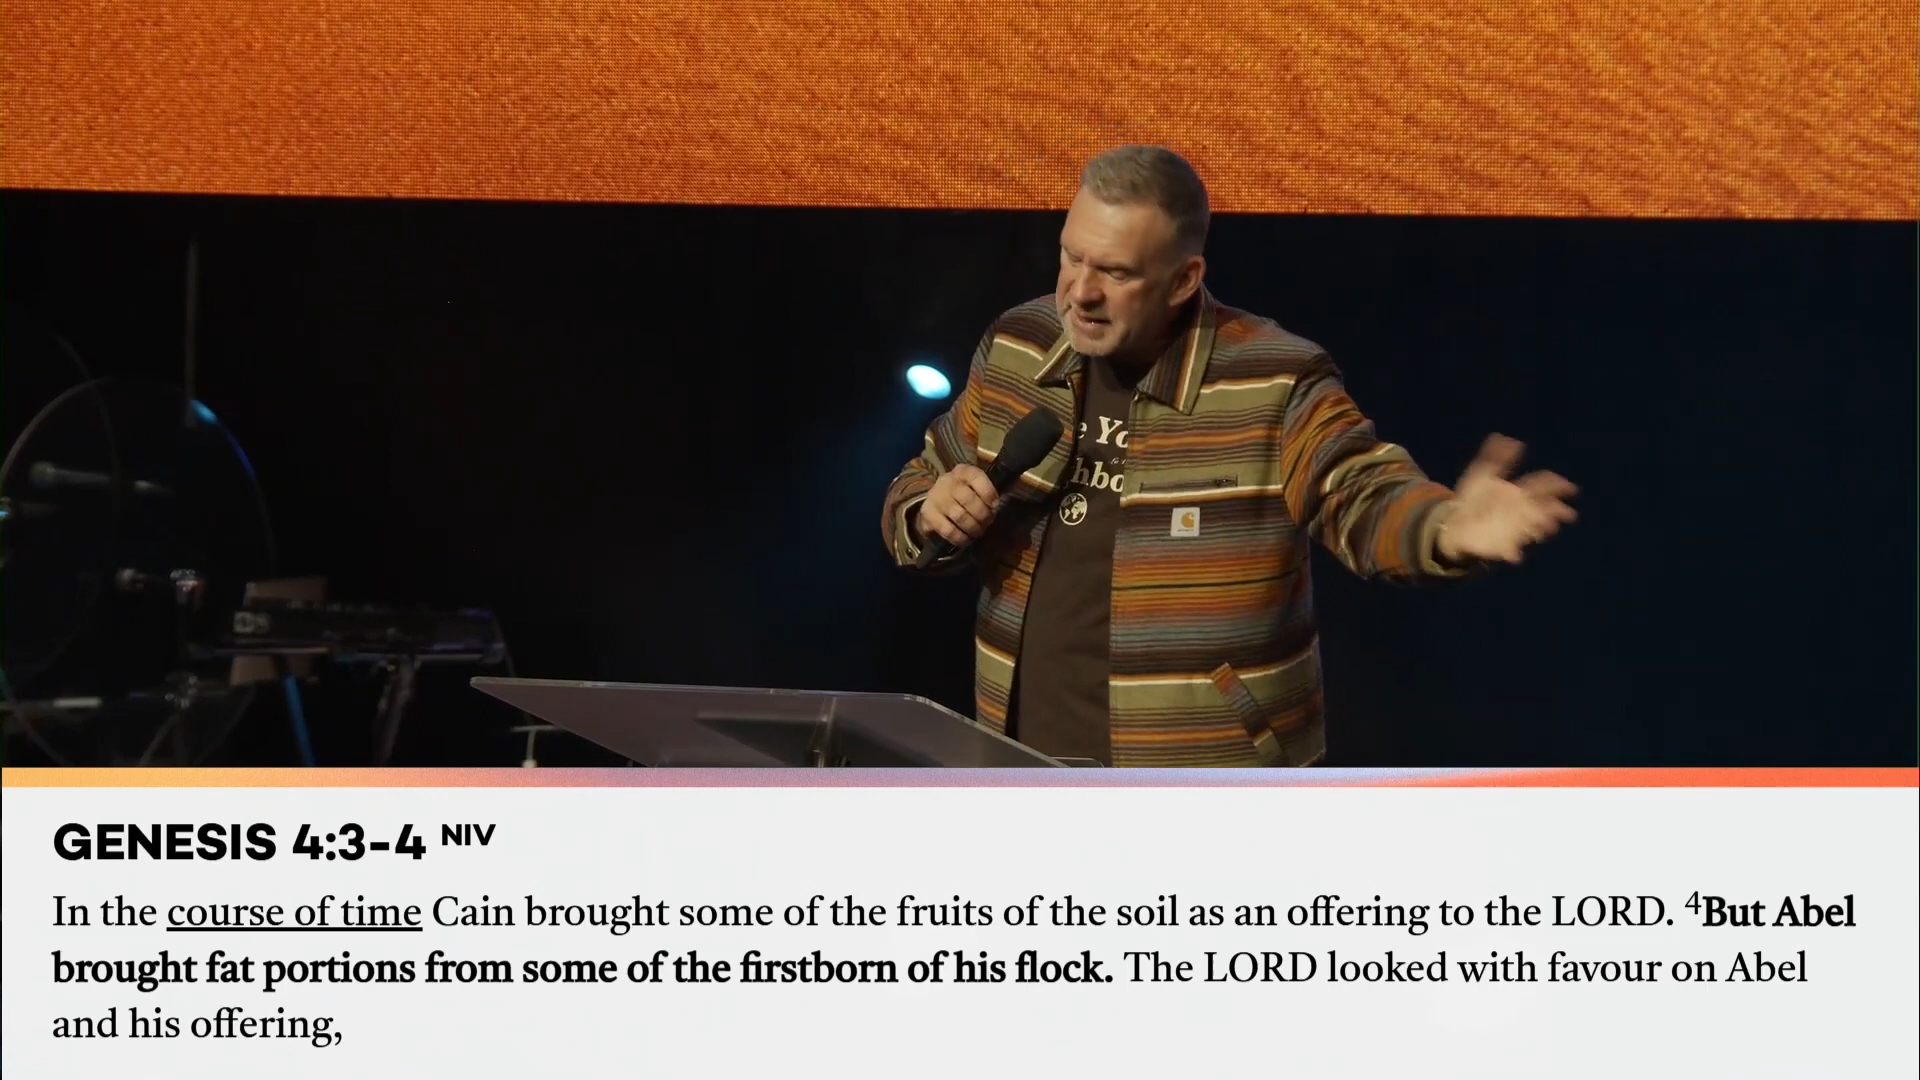 e Yo
hbo
GENESIS 4:3-4 NIV
In the course of time Cain brought some of the fruits of the soil as an offering to the LORD. 4But Abel
brought fat portions from some of the firstborn of his flock. The LORD looked with favour on Abel
and his offering,